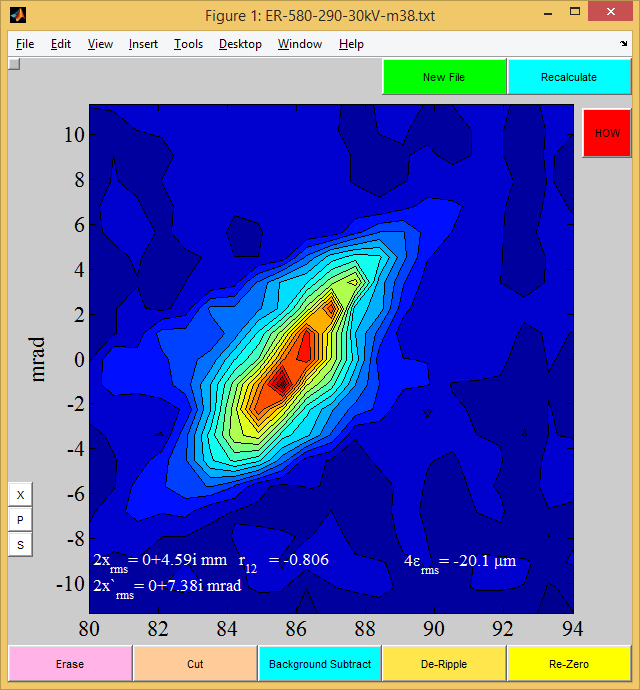 Figure 1: ER-580-290-30kV-m38.txt
File Edit View Insert Tools Desktop Window Help
New File Recalculate
HOW
10
8
6
4
2
0
-2
-4
-6
-8
-10
mrad
X
P
S
2xrms= 0+4.59i mm r12 = -0.806 4εrms= -20.1 μm
2x`rms= 0+7.38i mrad
80 82 84 86 88 90 92 94
Erase Cut Background Subtract De-Ripple Re-Zero